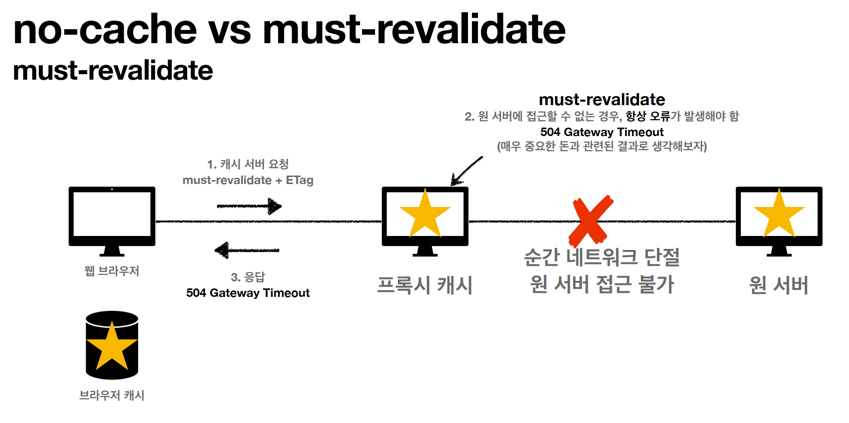 no-cache vs must-revalidate
must-revalidate
must-revalidate
2. 원 서버에 접근할 수 없는 경우, 항상 오류가 발생해야 함
504 Gateway Timeout
(매우 중요한 돈과 관련된 결과로 생각해보자)
1. 캐시 서버 요청
must-revalidate + ETag
웹 브라우저
3. 응답
504 Gateway Timeout
프록시 캐시
순간 네트워크 단절
원 서버 접근 불가
원 서버
브라우저 캐시